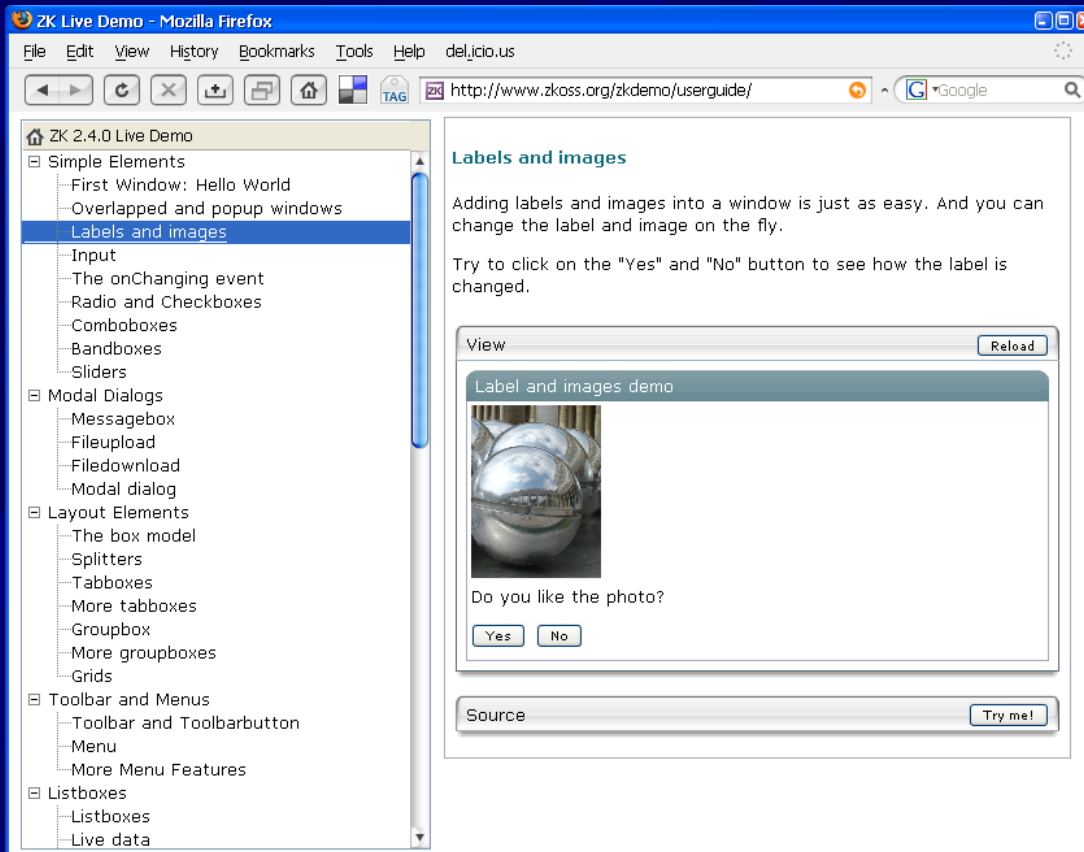 ZK Live Demo - Mozilla Firefox
File Edit View History Bookmarks Tools Help del.icio.us
TAG ZK http://www.zkoss.org/zkdemo/userguide/ G Google
ZK 2.4.0 Live Demo
Simple Elements
First Window: Hello World
Overlapped and popup windows
Labels and images
Input
The onChanging event
Radio and Checkboxes
Comboboxes
Bandboxes
Sliders
Modal Dialogs
Messagebox
Fileupload
Filedownload
Modal dialog
Layout Elements
The box model
Splitters
Tabboxes
More tabboxes
Groupbox
More groupboxes
Grids
Toolbar and Menus
Toolbar and Toolbarbutton
Menu
More Menu Features
Listboxes
Listboxes
Live data
Labels and images
Adding labels and images into a window is just as easy. And you can
change the label and image on the fly.
Try to click on the "Yes" and "No" button to see how the label is
changed.
View Reload
Label and images demo
Do you like the photo?
Yes No
Source Try me!